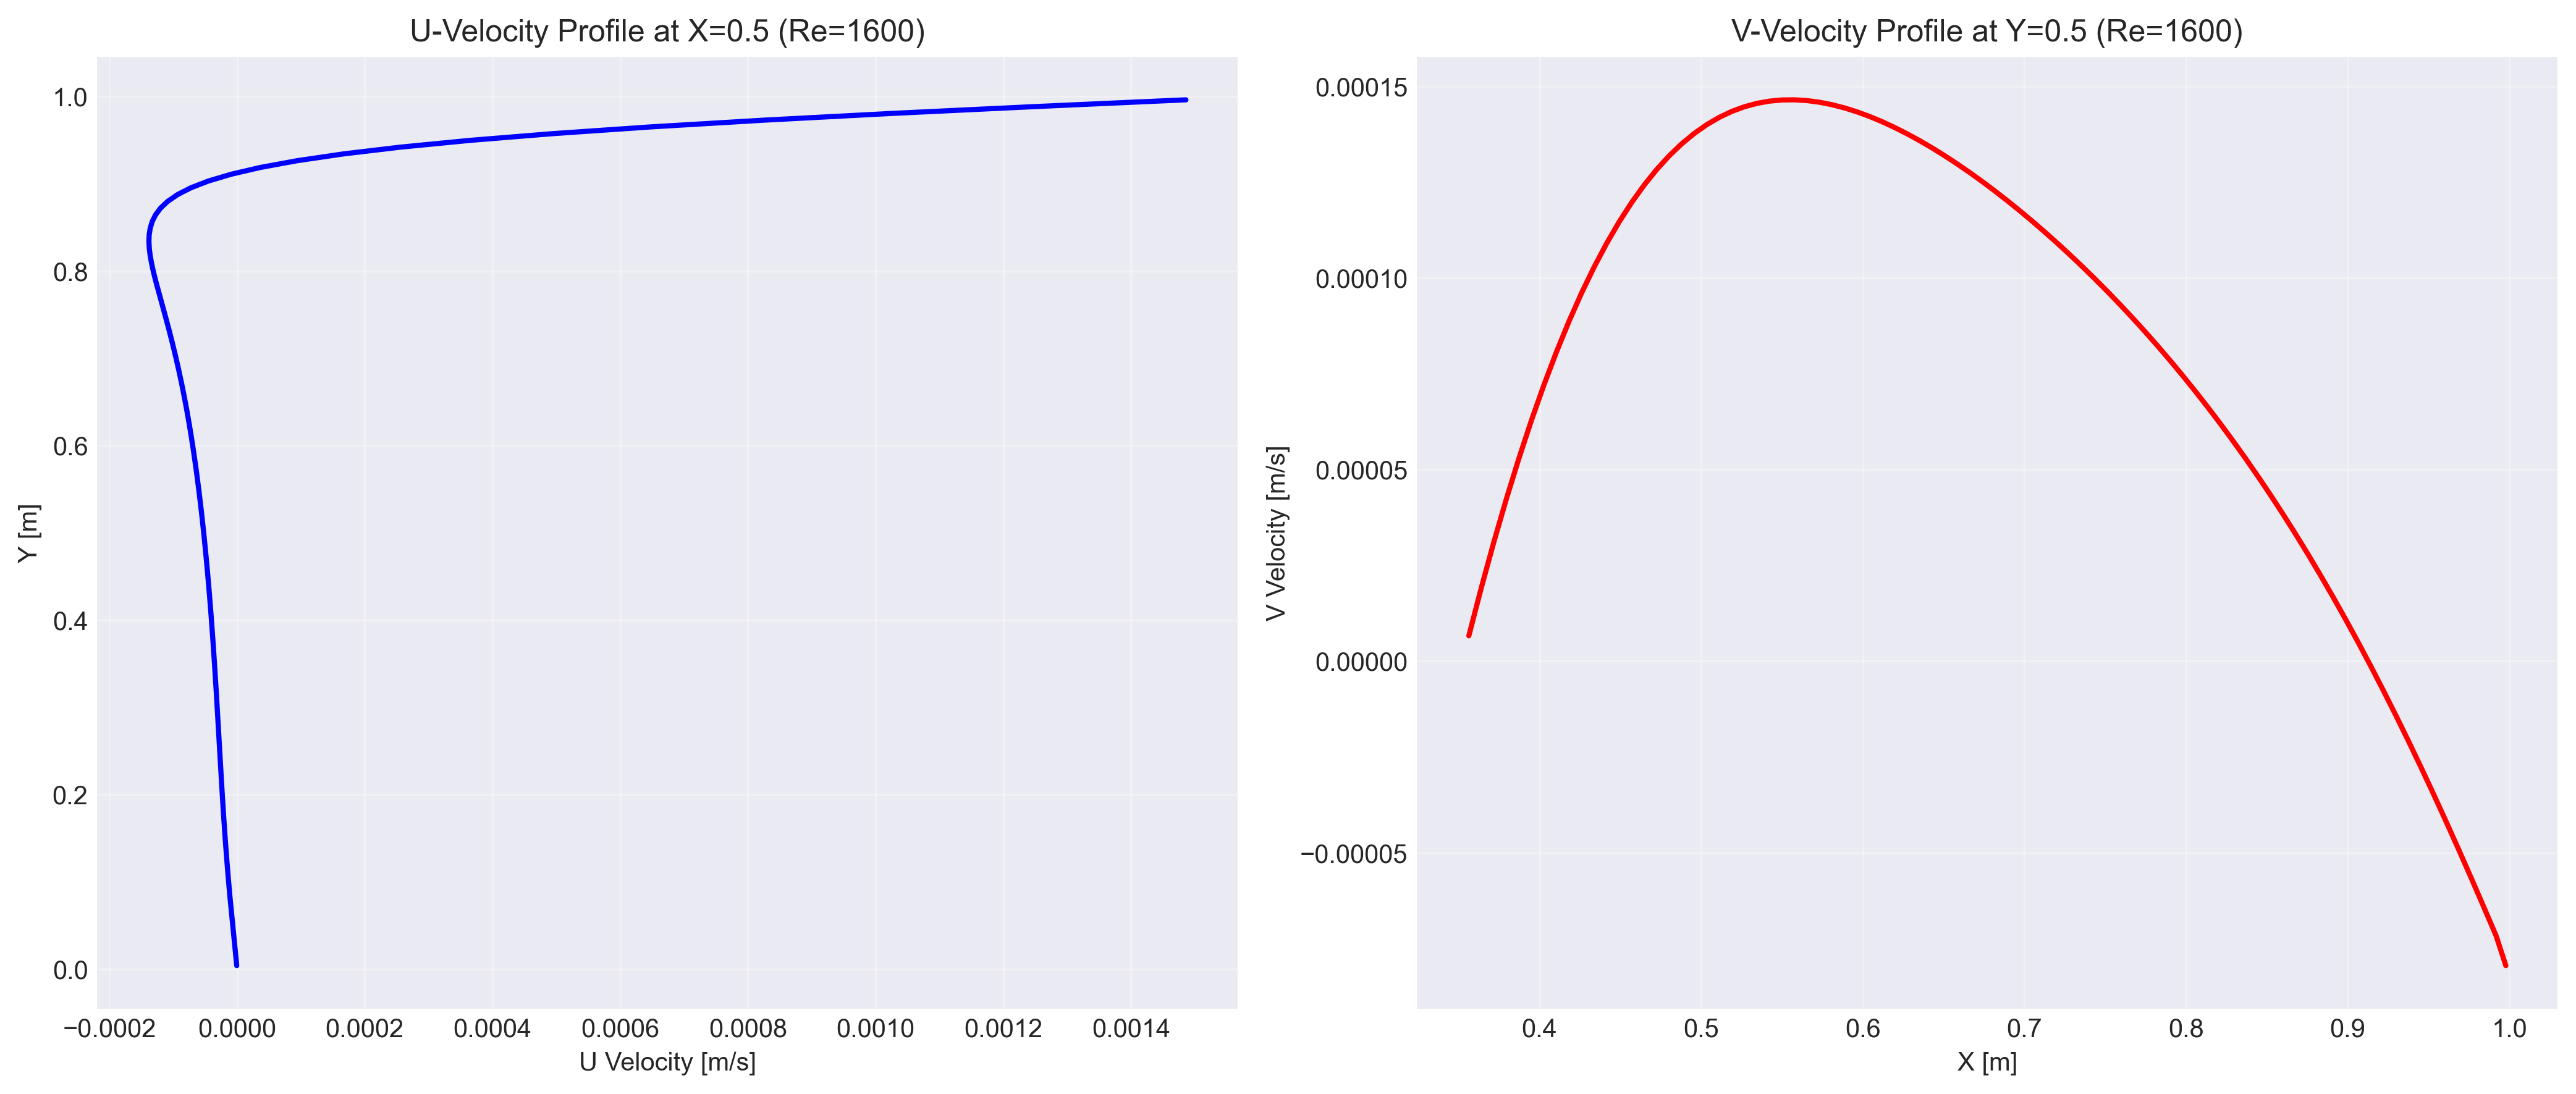 U-Velocity Profile at X=0.5 (Re=1600)
1.0
0.8
0.6
0.4
0.2
0.0
Y [m]
−0.0002 0.0000 0.0002 0.0004 0.0006 0.0008 0.0010 0.0012 0.0014
U Velocity [m/s]
V-Velocity Profile at Y=0.5 (Re=1600)
0.00015
0.00010
0.00005
0.00000
−0.00005
V Velocity [m/s]
0.4 0.5 0.6 0.7 0.8 0.9 1.0
X [m]